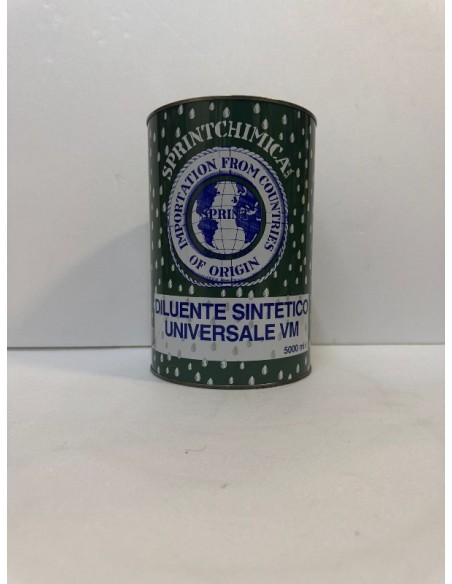 SPRINTCHIMICA
IMPORTATION FROM COUNTRIES
OF ORIGIN
SPRINT
DILUENTE SINTETICO
UNIVERSALE VM
5000 ml